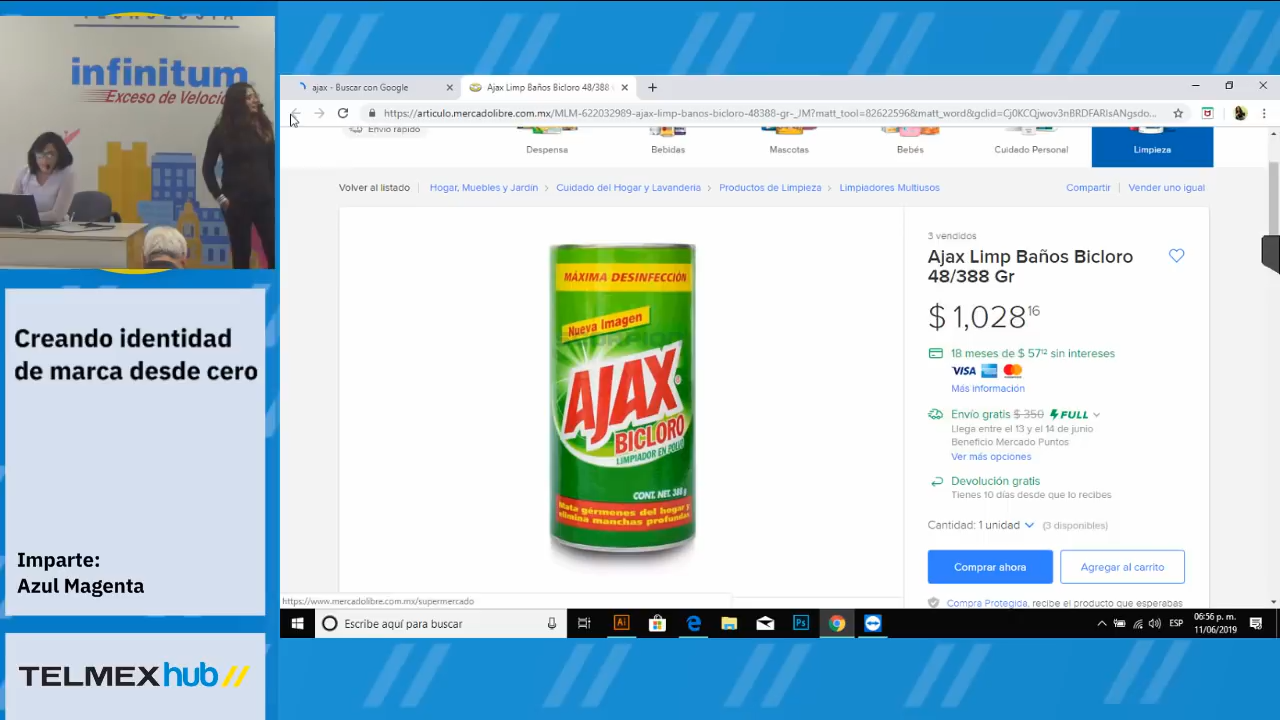 TECNOLOGÍA
infinitum
Exceso de Velocidad
Creando identidad
de marca desde cero
Imparte:
Azul Magenta
TELMEXhub
ajax - Buscar con Google
Ajax Limp Baños Bicloro 48/388
https://articulo.mercadolibre.com.mx/MLM-622032989-ajax-limp-banos-bicloro-48388-gr-_JM?matt_tool=82622596&matt_word&gclid=Cj0KCQjwov3nBRDFARIsANgsdo...
Envío rápido
Despensa
Bebidas
Mascotas
Bebés
Cuidado Personal
Limpieza
Volver al listado
Hogar, Muebles y Jardín > Cuidado del Hogar y Lavandería > Productos de Limpieza > Limpiadores Multiusos
Compartir
Vender uno igual
MÁXIMA DESINFECCIÓN
Nueva Imagen
AJAX
BICLORO
LIMPIADOR EN POLVO
CONT. NET. 388 g
Mata gérmenes del hogar y
elimina manchas profundas
3 vendidos
Ajax Limp Baños Bicloro
48/388 Gr
$ 1,028 16
18 meses de $ 57 12 sin intereses
VISA
Más información
Envío gratis $ 350 FULL
Llega entre el 13 y el 14 de junio
Beneficio Mercado Puntos
Ver más opciones
Devolución gratis
Tienes 10 días desde que lo recibes
Cantidad: 1 unidad (3 disponibles)
Comprar ahora
Agregar al carrito
Compra Protegida, recibe el producto que esperabas
https://www.mercadolibre.com.mx/supermercado
Escribe aquí para buscar
Ai
Ps
ESP
06:56 p. m.
11/06/2019